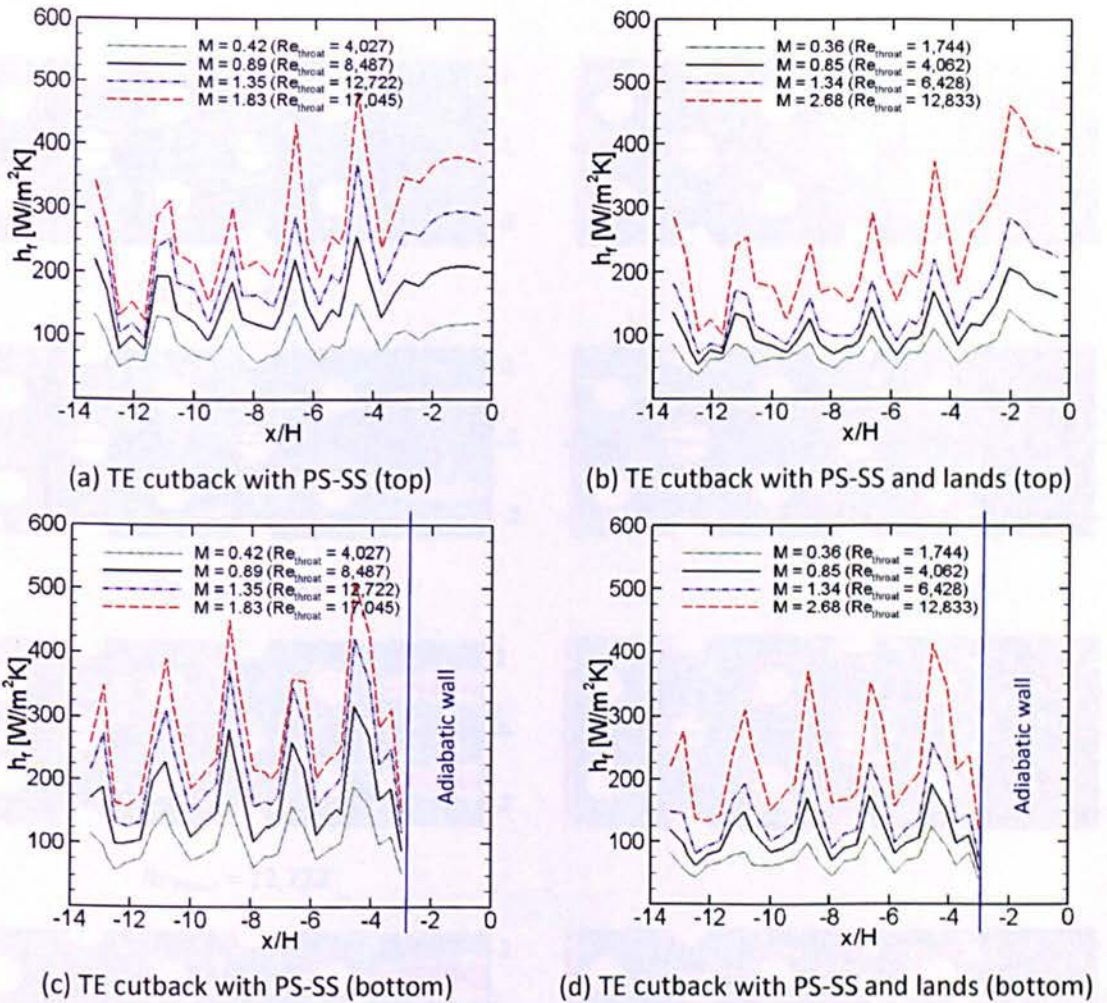 600
500
400
300
200
100
h_r [W/m²K]
M = 0.42 (Re_throat = 4,027)
M = 0.89 (Re_throat = 8,487)
M = 1.35 (Re_throat = 12,722)
M = 1.83 (Re_throat = 17,045)
-14 -12 -10 -8 -6 -4 -2 0
x/H
(a) TE cutback with PS-SS (top)
600
500
400
300
200
100
h_r [W/m²K]
M = 0.36 (Re_throat = 1,744)
M = 0.85 (Re_throat = 4,062)
M = 1.34 (Re_throat = 6,428)
M = 2.68 (Re_throat = 12,833)
-14 -12 -10 -8 -6 -4 -2 0
x/H
(b) TE cutback with PS-SS and lands (top)
600
500
400
300
200
100
h_r [W/m²K]
M = 0.42 (Re_throat = 4,027)
M = 0.89 (Re_throat = 8,487)
M = 1.35 (Re_throat = 12,722)
M = 1.83 (Re_throat = 17,045)
Adiabatic wall
-14 -12 -10 -8 -6 -4 -2 0
x/H
(c) TE cutback with PS-SS (bottom)
600
500
400
300
200
100
h_r [W/m²K]
M = 0.36 (Re_throat = 1,744)
M = 0.85 (Re_throat = 4,062)
M = 1.34 (Re_throat = 6,428)
M = 2.68 (Re_throat = 12,833)
Adiabatic wall
-14 -12 -10 -8 -6 -4 -2 0
x/H
(d) TE cutback with PS-SS and lands (bottom)